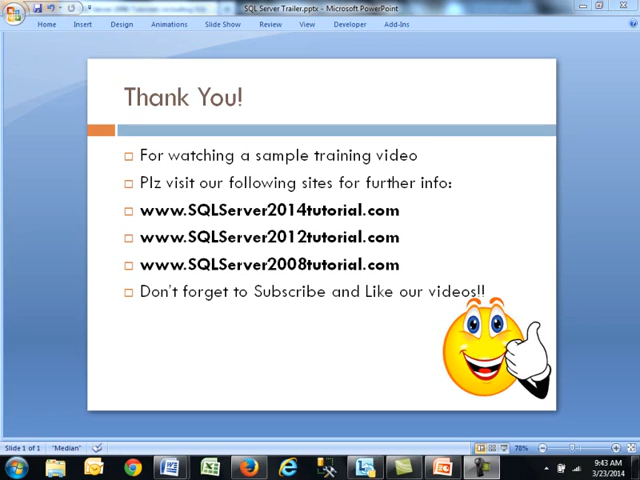 SQL Server Trailer.pptx - Microsoft PowerPoint
Home Insert Design Animations Slide Show Review View Developer Add-Ins
Thank You!
For watching a sample training video
Plz visit our following sites for further info:
www.SQLServer2014tutorial.com
www.SQLServer2012tutorial.com
www.SQLServer2008tutorial.com
Don't forget to Subscribe and Like our videos!!
Slide 1 of 1 "Median" 78%
9:43 AM
3/23/2014